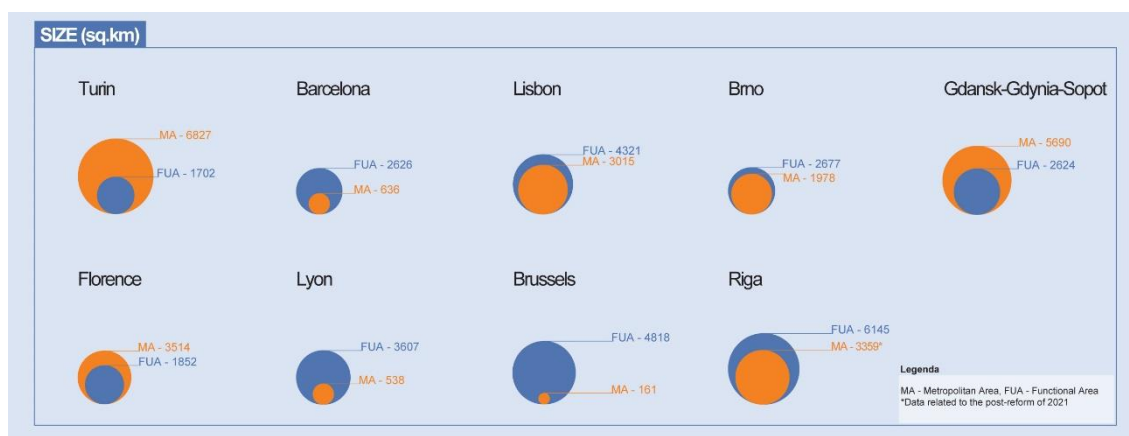 SIZE (sq.km)
Turin
MA - 6827
FUA - 1702
Barcelona
FUA - 2626
MA - 636
Lisbon
FUA - 4321
MA - 3015
Brno
FUA - 2677
MA - 1978
Gdansk-Gdynia-Sopot
MA - 5690
FUA - 2624
Florence
MA - 3514
FUA - 1852
Lyon
FUA - 3607
MA - 538
Brussels
FUA - 4818
MA - 161
Riga
FUA - 6145
MA - 3359*
Legenda
MA - Metropolitan Area, FUA - Functional Area
*Data related to the post-reform of 2021